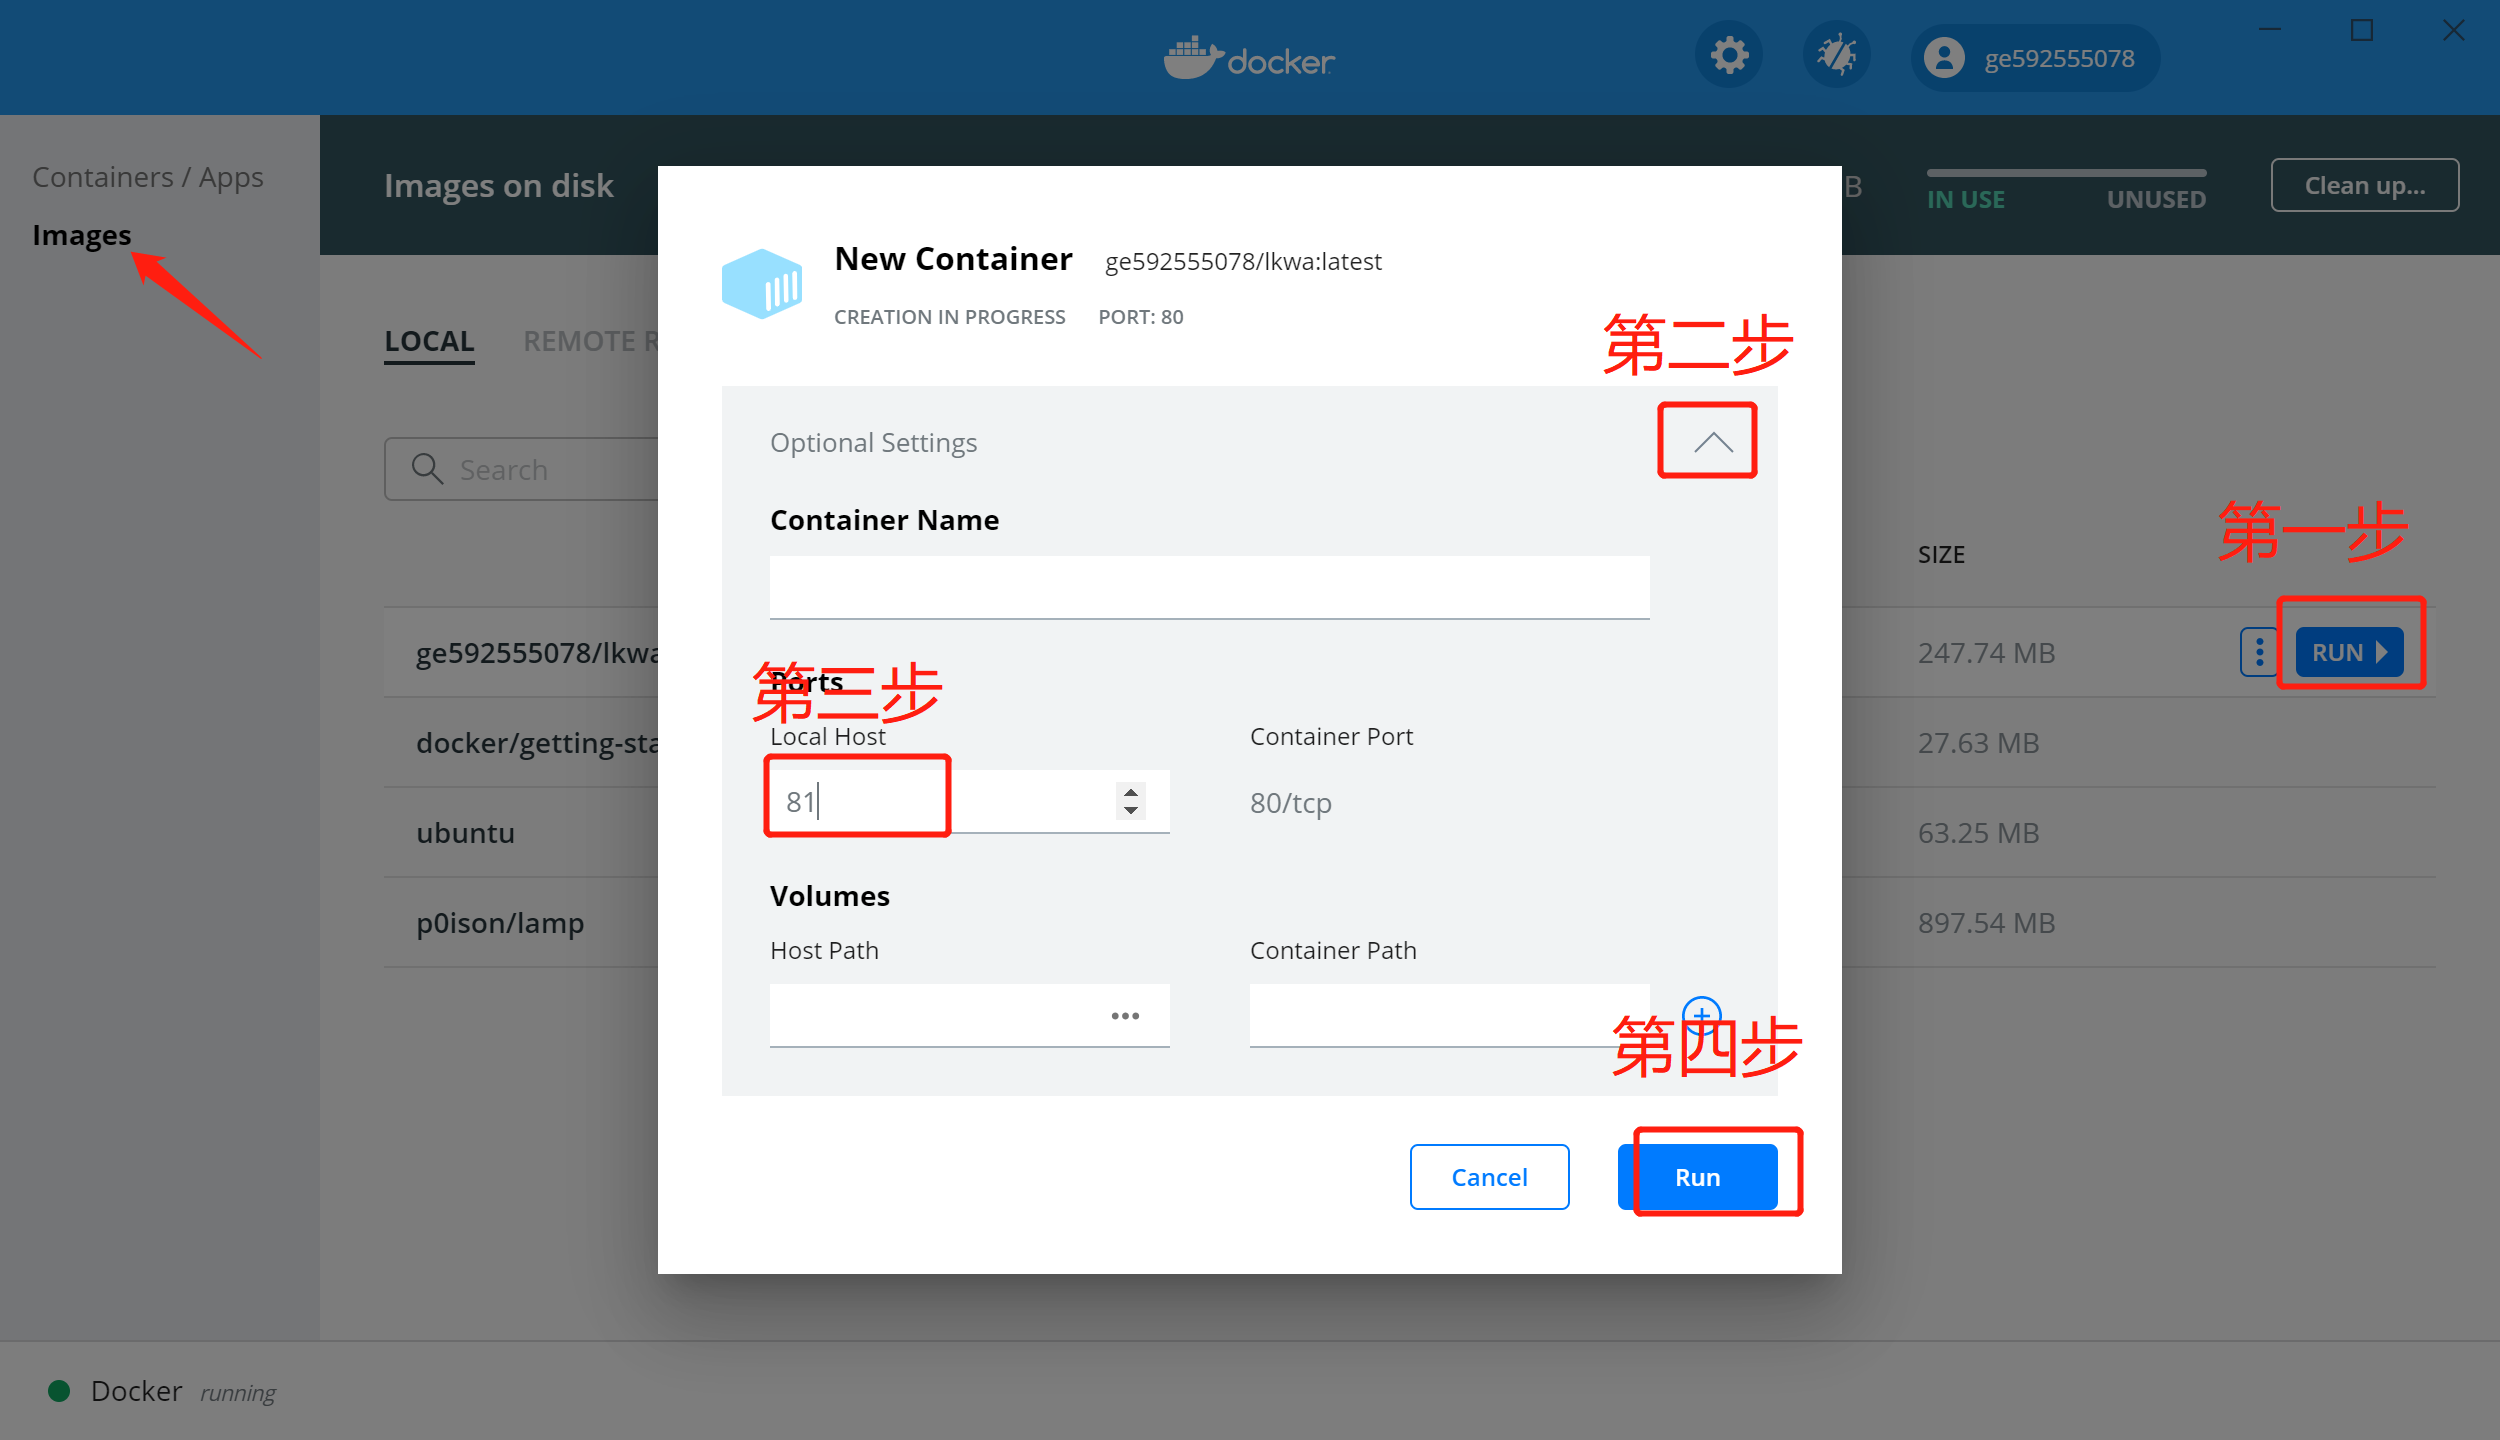 docker
ge592555078
Containers / Apps
Images
Images on disk
B
IN USE
UNUSED
Clean up...
New Container
ge592555078/lkwa:latest
CREATION IN PROGRESS
PORT: 80
第二步
LOCAL
REMOTE R
Optional Settings
Search
Container Name
第一步
SIZE
ge592555078/lkwa
247.74 MB
RUN
第三步
Ports
Local Host
Container Port
docker/getting-sta
27.63 MB
81
80/tcp
ubuntu
63.25 MB
Volumes
p0ison/lamp
897.54 MB
Host Path
Container Path
第四步
Cancel
Run
Docker running